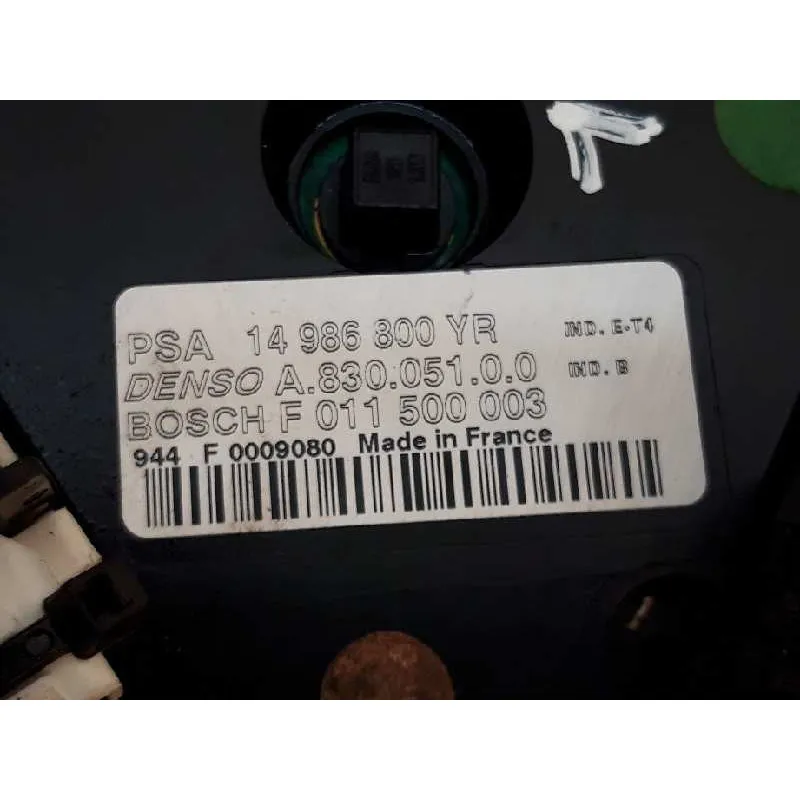 PSA 14 986 800 YR IND. E-T4
DENSO A.830.051.0.0 IND. B
BOSCH F 011 500 003
944 F 0009080 Made in France